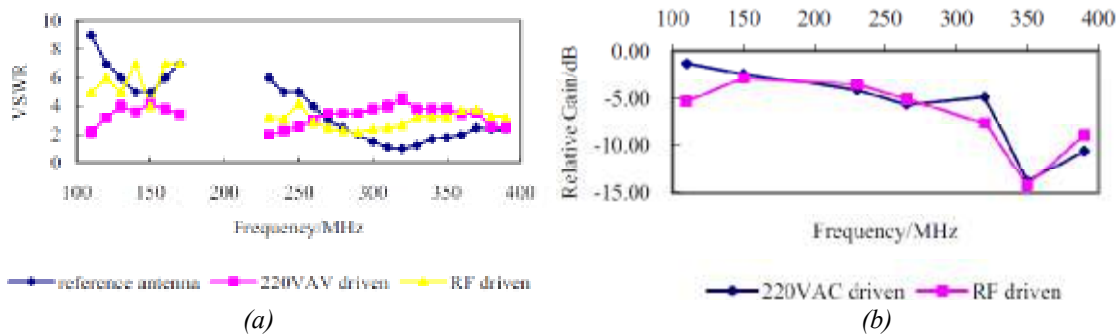 10
8
6
4
2
0
VSWR
100 150 200 250 300 350 400
Frequency/MHz
reference antenna 220VAV driven RF driven
(a)
100 150 200 250 300 350 400
0.00
-5.00
-10.00
-15.00
Relative Gain/dB
Frequency/MHz
220VAC driven RF driven
(b)